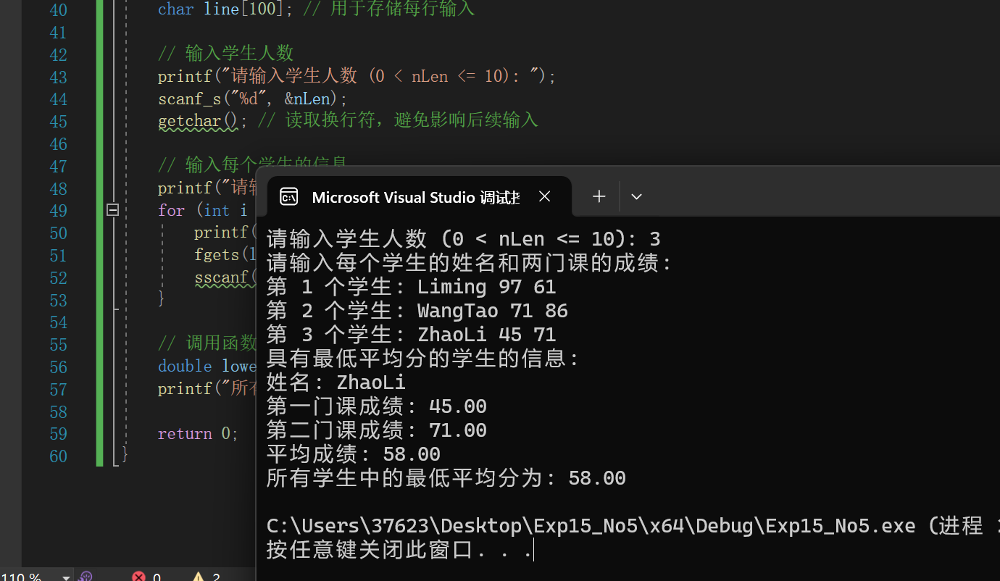 40 char line[100]; // 用于存储每行输入
41
42 // 输入学生人数
43 printf("请输入学生人数 (0 < nLen <= 10): ");
44 scanf_s("%d", &nLen);
45 getchar(); // 读取换行符，避免影响后续输入
46
47 // 输入每个学生的信息
48 printf("请输
49 for (int i
50 printf(
51 fgets(l
52 sscanf(
53 }
54
55 // 调用函数
56 double lowe
57 printf("所有
58
59 return 0;
60 }
Microsoft Visual Studio 调试控
请输入学生人数 (0 < nLen <= 10): 3
请输入每个学生的姓名和两门课的成绩:
第 1 个学生: Liming 97 61
第 2 个学生: WangTao 71 86
第 3 个学生: ZhaoLi 45 71
具有最低平均分的学生的信息:
姓名: ZhaoLi
第一门课成绩: 45.00
第二门课成绩: 71.00
平均成绩: 58.00
所有学生中的最低平均分为: 58.00
C:\Users\37623\Desktop\Exp15_No5\x64\Debug\Exp15_No5.exe (进程
按任意键关闭此窗口. . .
110 % 0 2